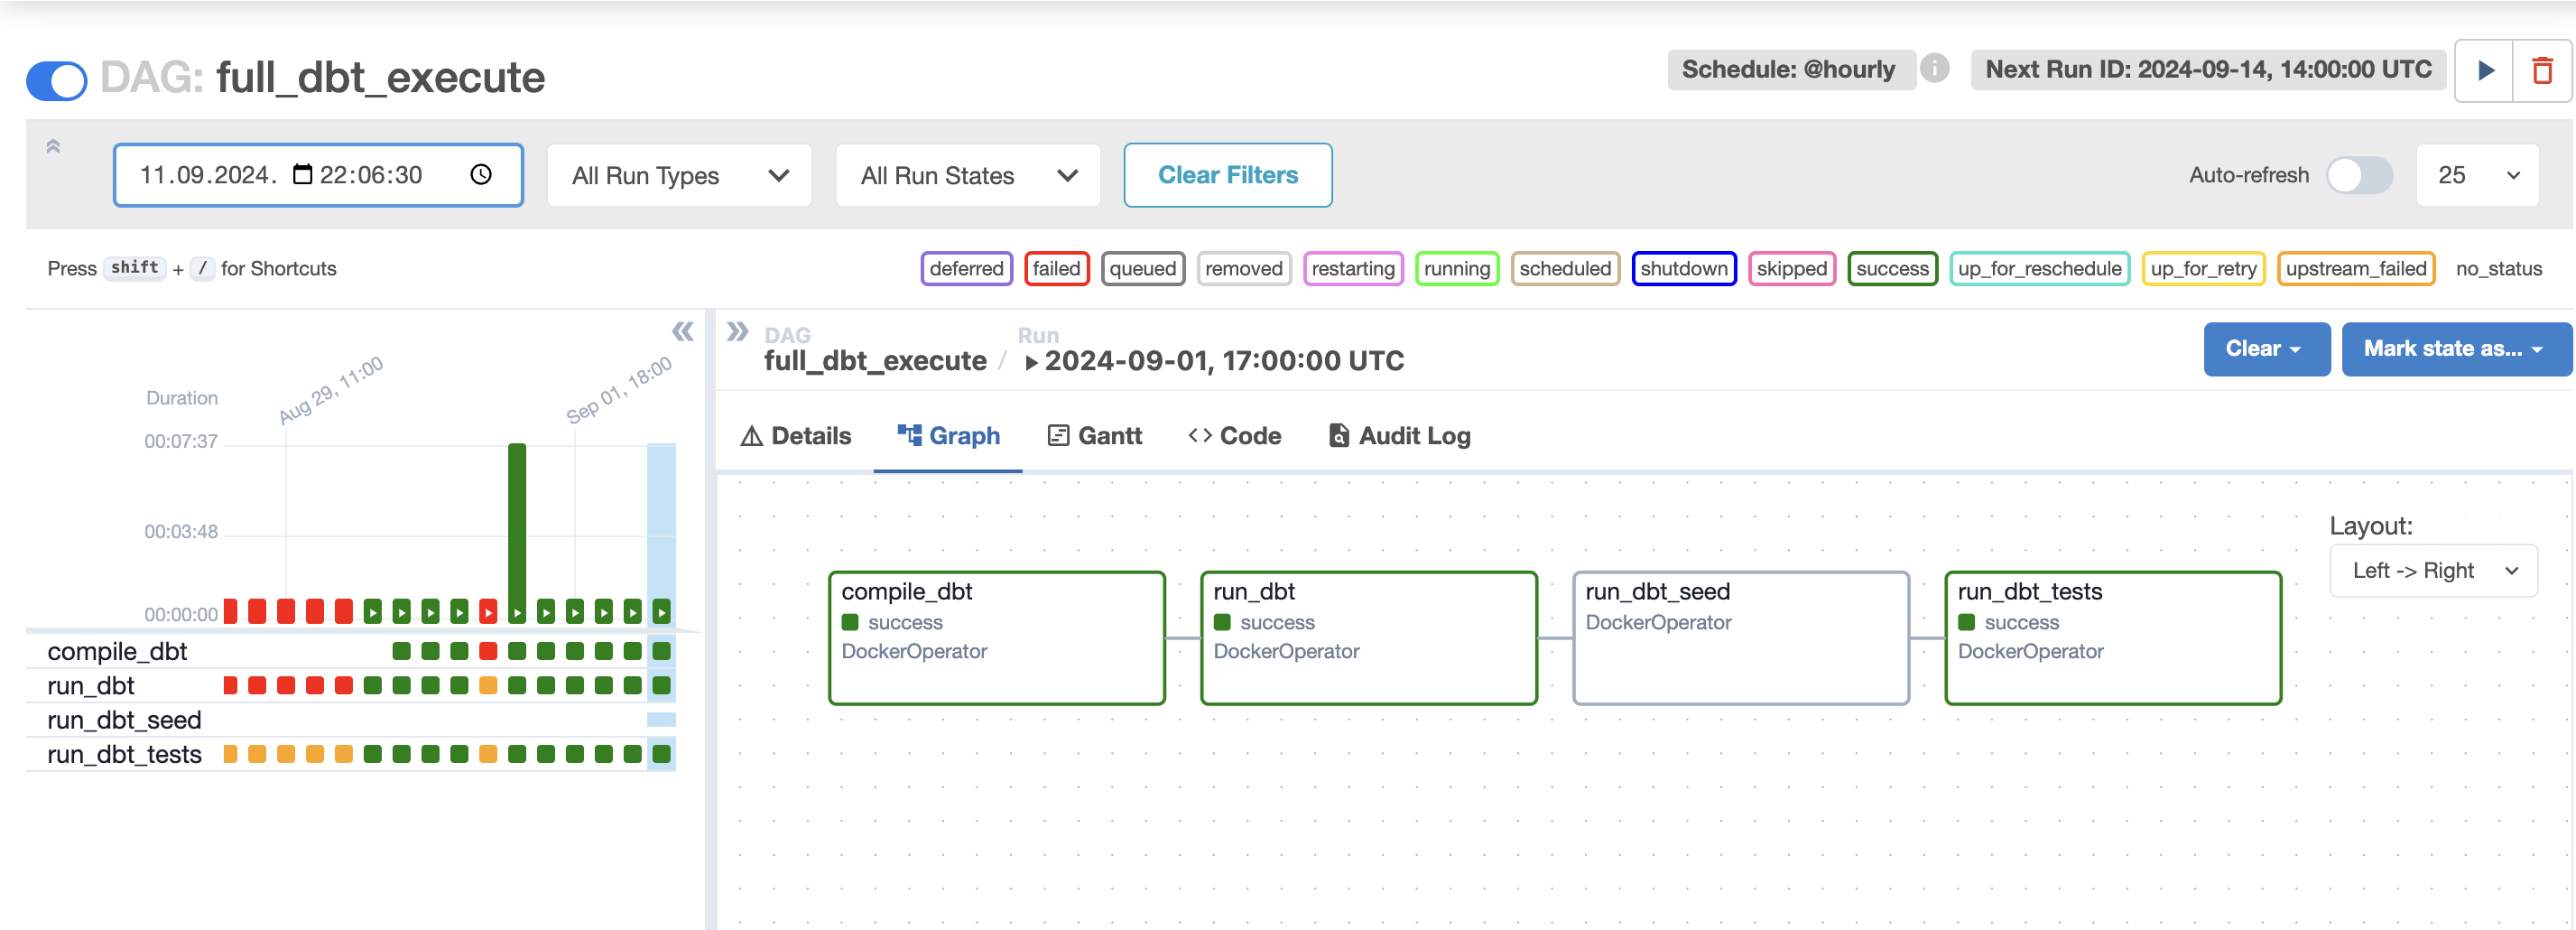 DAG: full_dbt_execute
Schedule: @hourly
Next Run ID: 2024-09-14, 14:00:00 UTC
11.09.2024. 22:06:30
All Run Types
All Run States
Clear Filters
Auto-refresh
25
Press shift + / for Shortcuts
deferred
failed
queued
removed
restarting
running
scheduled
shutdown
skipped
success
up_for_reschedule
up_for_retry
upstream_failed
no_status
Duration
Aug 29, 11:00
Sep 01, 18:00
00:07:37
00:03:48
00:00:00
compile_dbt
run_dbt
run_dbt_seed
run_dbt_tests
DAG
full_dbt_execute /
Run
2024-09-01, 17:00:00 UTC
Clear
Mark state as...
Details
Graph
Gantt
Code
Audit Log
Layout:
Left -> Right
compile_dbt
success
DockerOperator
run_dbt
success
DockerOperator
run_dbt_seed
DockerOperator
run_dbt_tests
success
DockerOperator